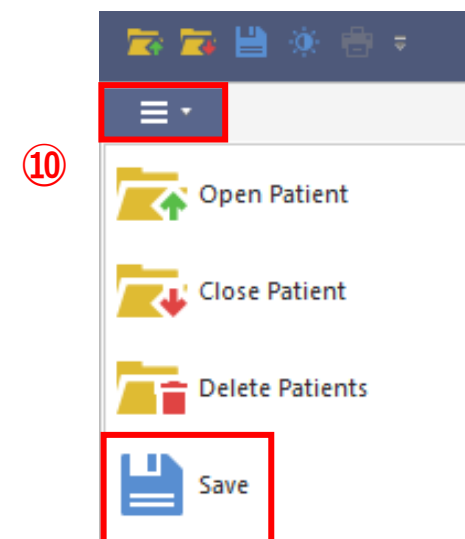 ⑩
Open Patient
Close Patient
Delete Patients
Save